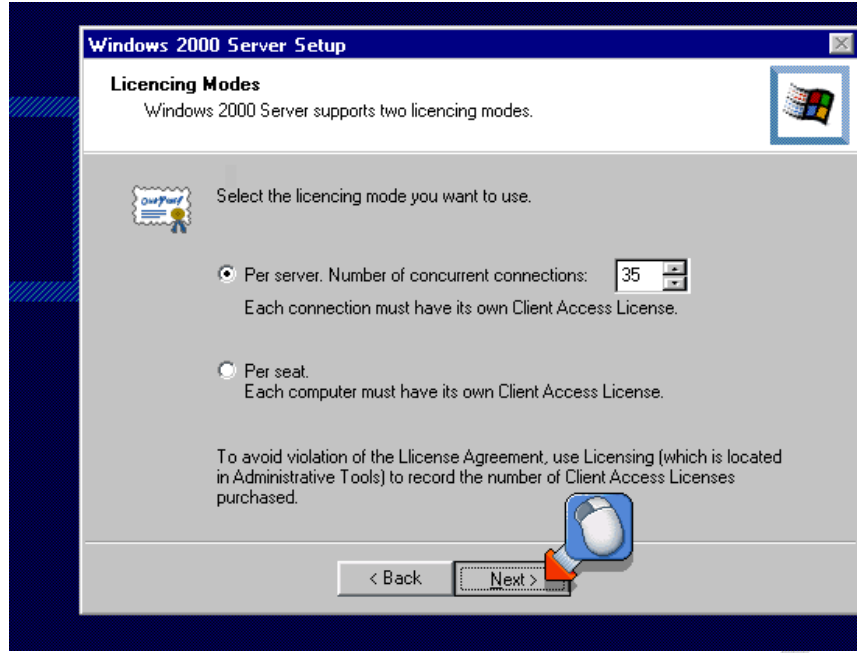 Windows 2000 Server Setup
Licencing Modes
Windows 2000 Server supports two licencing modes.
Select the licencing mode you want to use.
Per server. Number of concurrent connections: 35
Each connection must have its own Client Access License.
Per seat.
Each computer must have its own Client Access License.
To avoid violation of the Llicense Agreement, use Licensing (which is located
in Administrative Tools) to record the number of Client Access Licenses
purchased.
< Back Next >